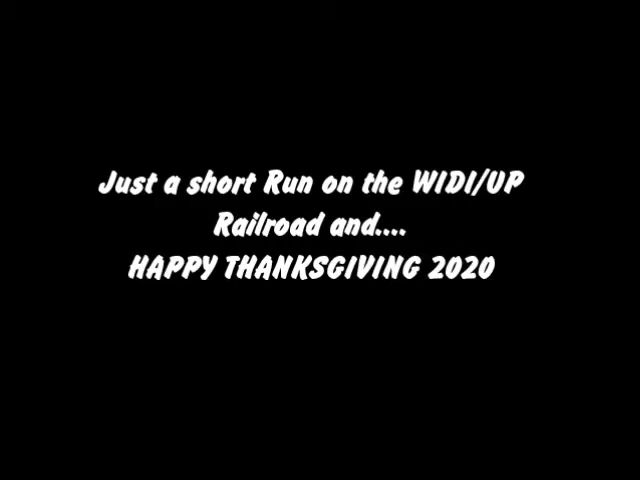 Just a short Run on the WIDI/UP
Railroad and....
HAPPY THANKSGIVING 2020